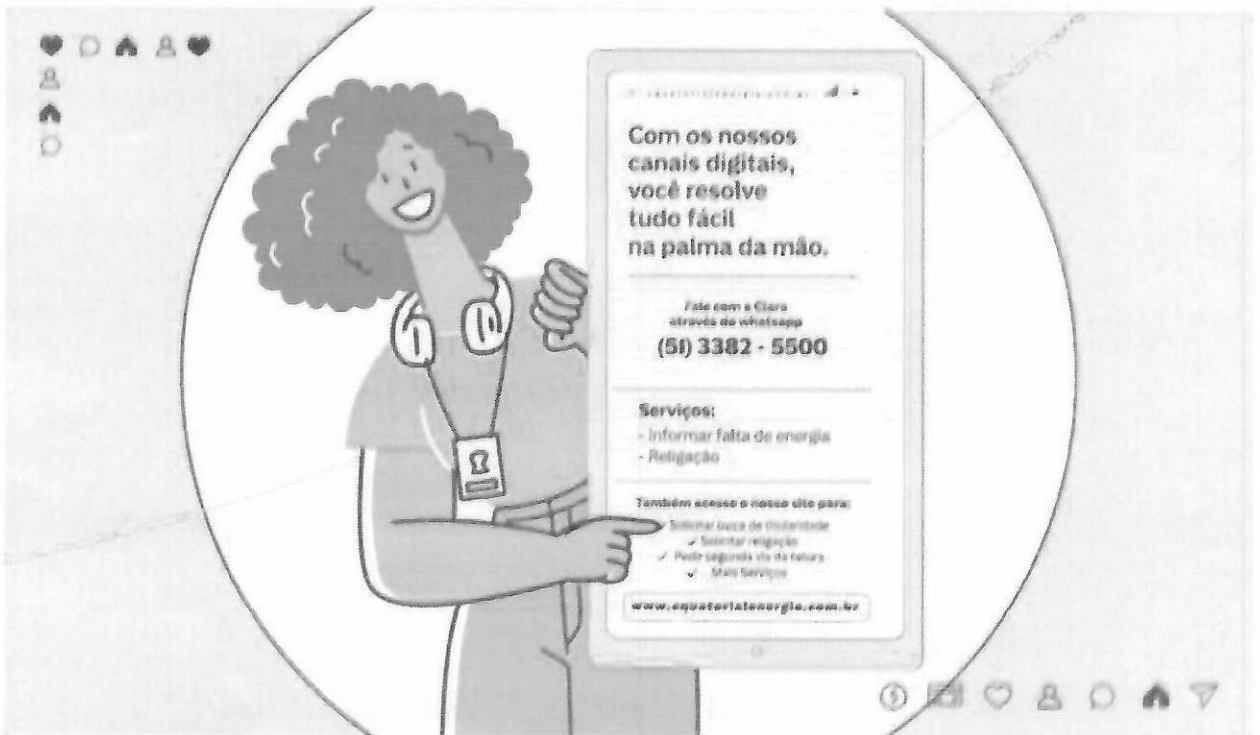 Com os nossos
canais digitais,
você resolve
tudo fácil
na palma da mão.
Fale com a Clara
através do whatsapp
(51) 3382 - 5500
Serviços:
- Informar falta de energia
- Religação
Também acesse o nosso site para:
Solicitar troca de titularidade
✓ Solicitar religação
✓ Pedir segunda via da fatura
✓ Mais Serviços
www.equatorialenergia.com.br